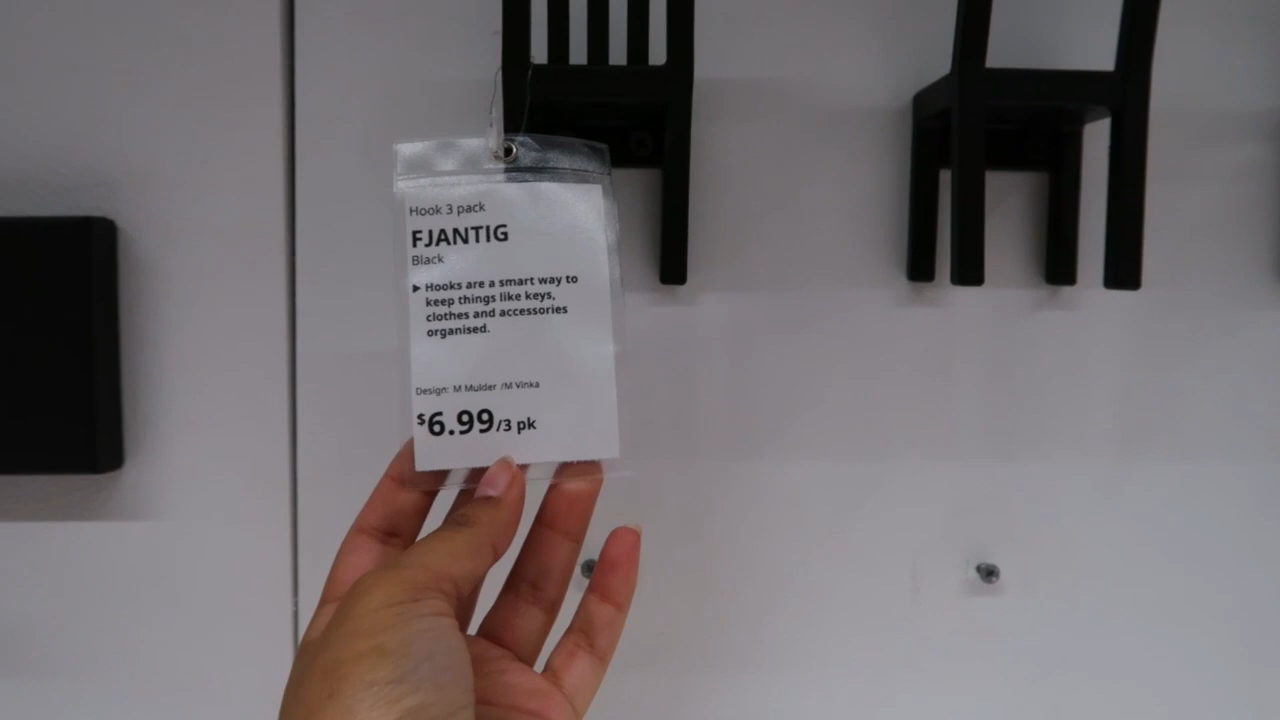 Hook 3 pack
FJANTIG
Black
▶ Hooks are a smart way to
keep things like keys,
clothes and accessories
organised.
Design: M Mulder /M Vinka
$6.99/3 pk